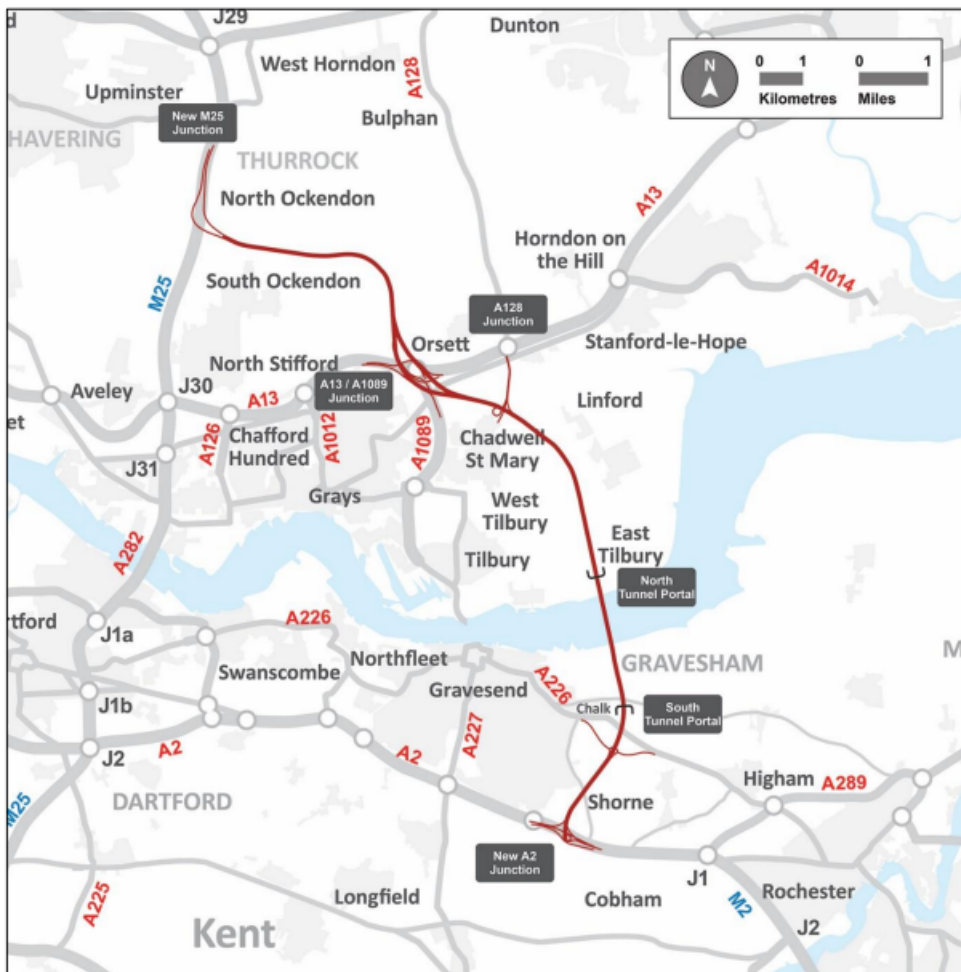 d
J29
Dunton
West Horndon
A128
Upminster
N
0 1
Kilometres
0 1
Miles
New M25
Junction
Bulphan
HAVERING
THURROCK
North Ockendon
A13
Horndon on
the Hill
M25
South Ockendon
A1014
A128
Junction
Orsett
Stanford-le-Hope
North Stifford
Aveley
J30
A13
A13 / A1089
Junction
Linford
et
A126
Chafford
Hundred
A1012
A1089
Chadwell
St Mary
J31
Grays
West
Tilbury
East
Tilbury
A282
Tilbury
North
Tunnel Portal
rtford
J1a
A226
Northfleet
GRAVESHAM
M
Swanscombe
Gravesend
A226
J1b
Chalk
South
Tunnel Portal
A227
J2
A2
A2
Higham
A289
DARTFORD
Shorne
M25
New A2
Junction
J1
Longfield
Cobham
M2
Rochester
A225
Kent
J2